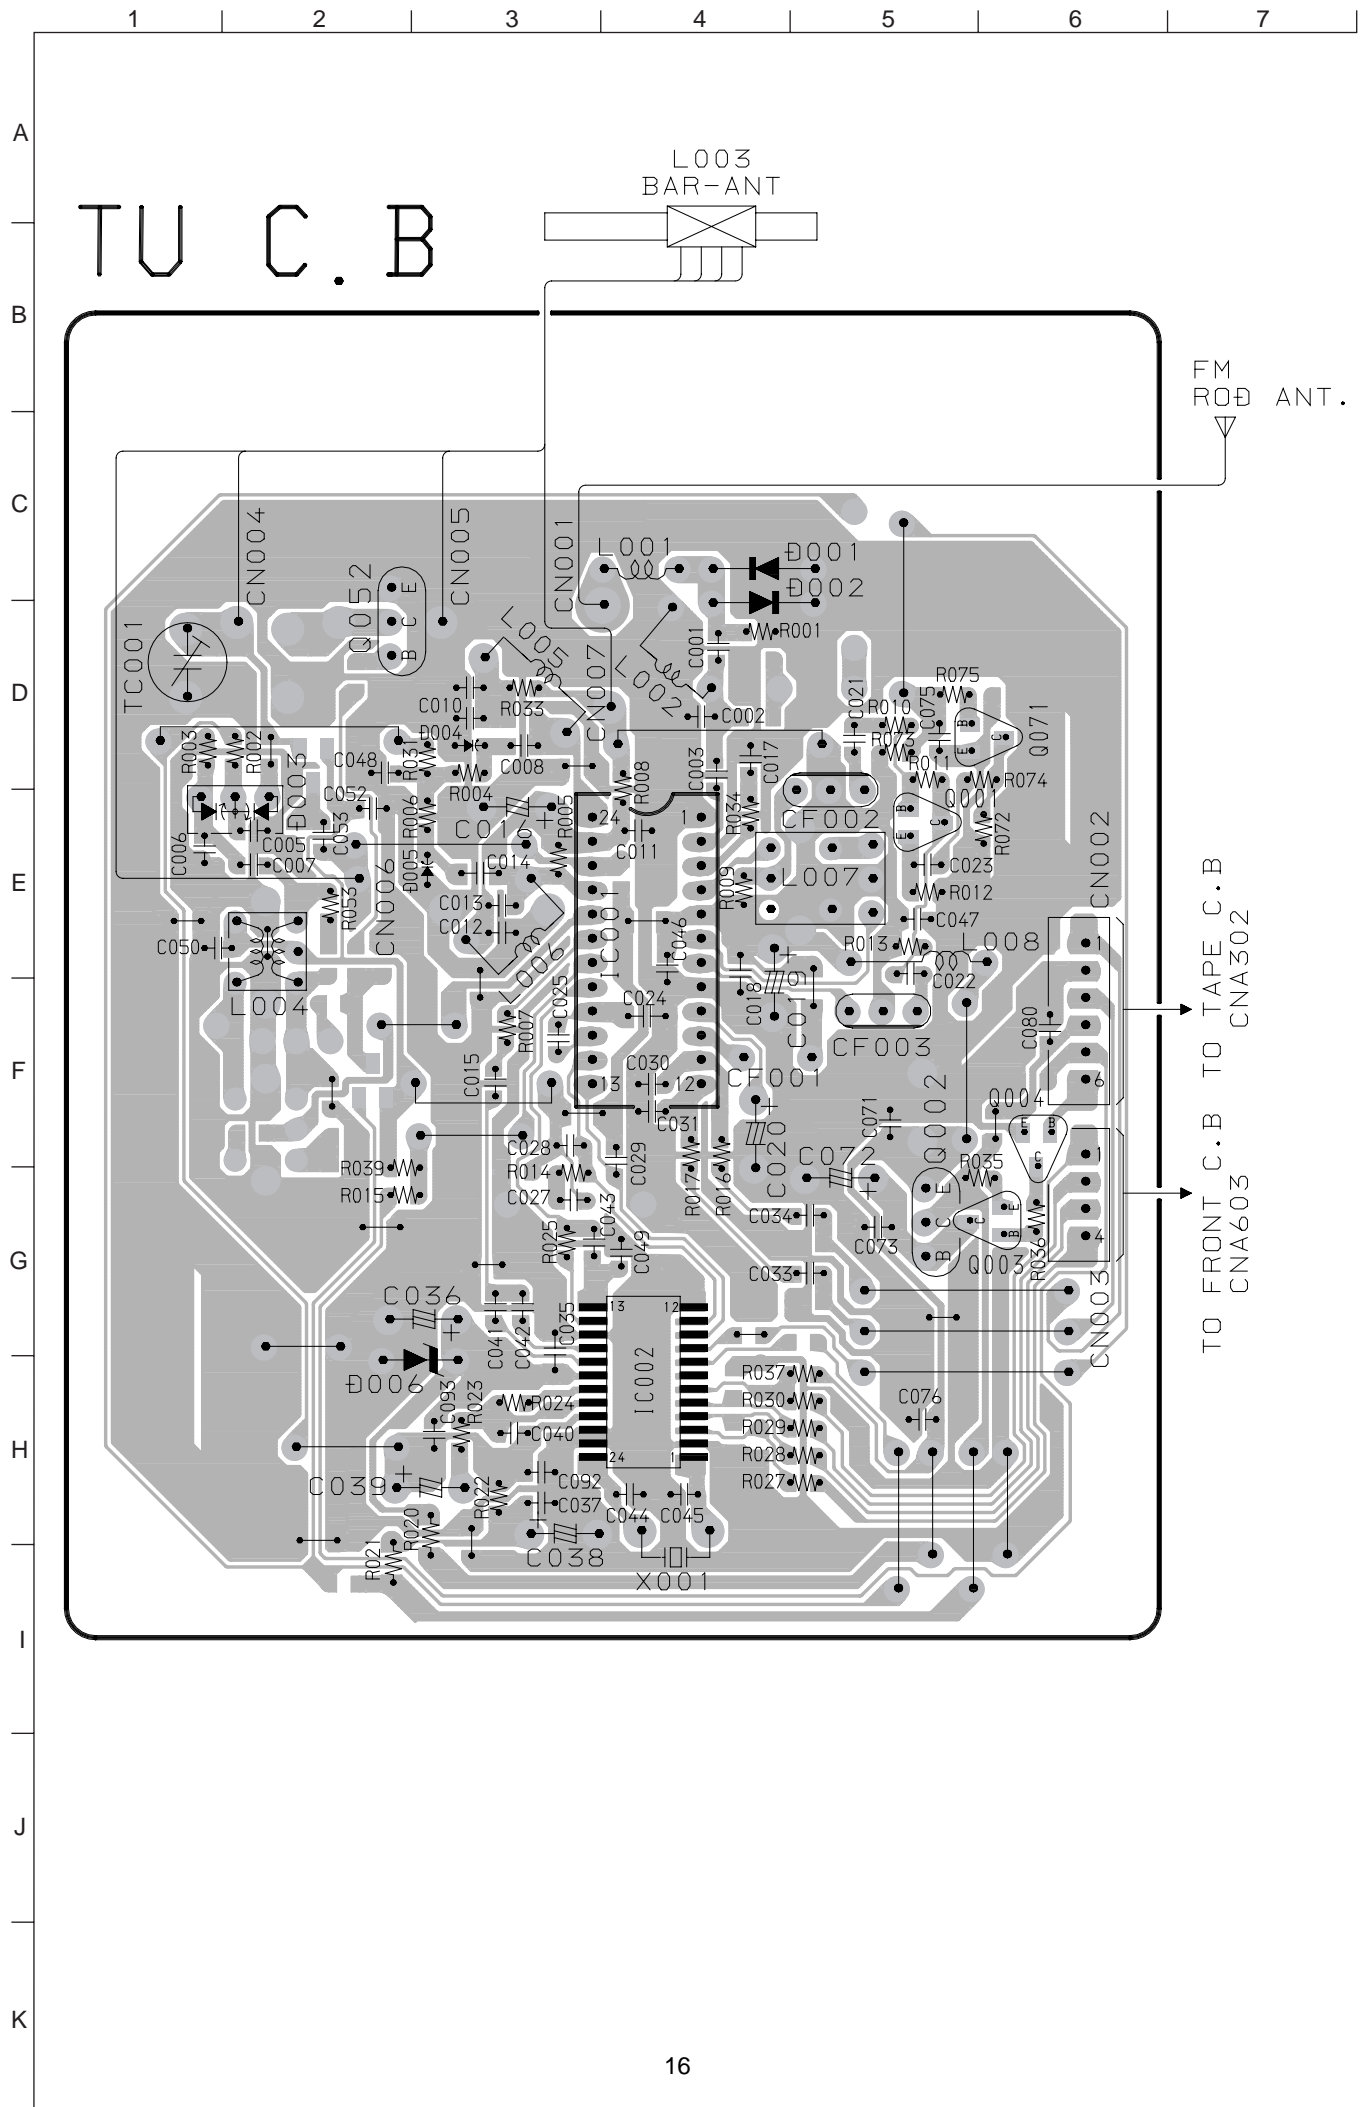 1 2 3 4 5 6 7
A
L003
BAR-ANT
TU C.B
B
FM
ROD ANT.
C
CN004
Q052
E
C
B
CN005
CN001
L001
D001
D002
R001
TC001
L005
CN007
L002
C001
D
C010
R033
C002
C021
R010
R073
C075
R075
B
E
Q071
R003
R002
D003
C048
R031
D004
R004
C008
R008
C003
C017
R011
R074
C006
C005
C007
C053
C052
R006
C016
+
R005
24
1
C011
R034
CF002
B
E
C
Q001
R072
E
R053
CN006
D005
C014
C013
C012
IC001
C046
R009
L007
C023
R012
C047
CN002
C050
L004
L006
C025
C024
C018
+
C019
R013
L008
C022
1
TO TAPE C.B
CNA302
R007
CF003
C080
F
C015
C030
13
12
CF001
6
C031
+
C020
C071
Q002
Q004
E
B
C
C028
C029
C072
+
R035
1
R039
R014
R015
C027
C043
R017
R016
C034
C073
E
C
B
C
E
B
Q003
R036
4
TO FRONT C.B
CNA603
G
R025
C049
C033
CN003
C036
+
C041
C042
C035
13
12
IC002
24
1
D006
C093
R023
R024
C040
R037
R030
R029
R028
R027
C076
H
C039
+
R022
C092
C037
C044
C045
R020
R021
C038
X001
I
J
K
16